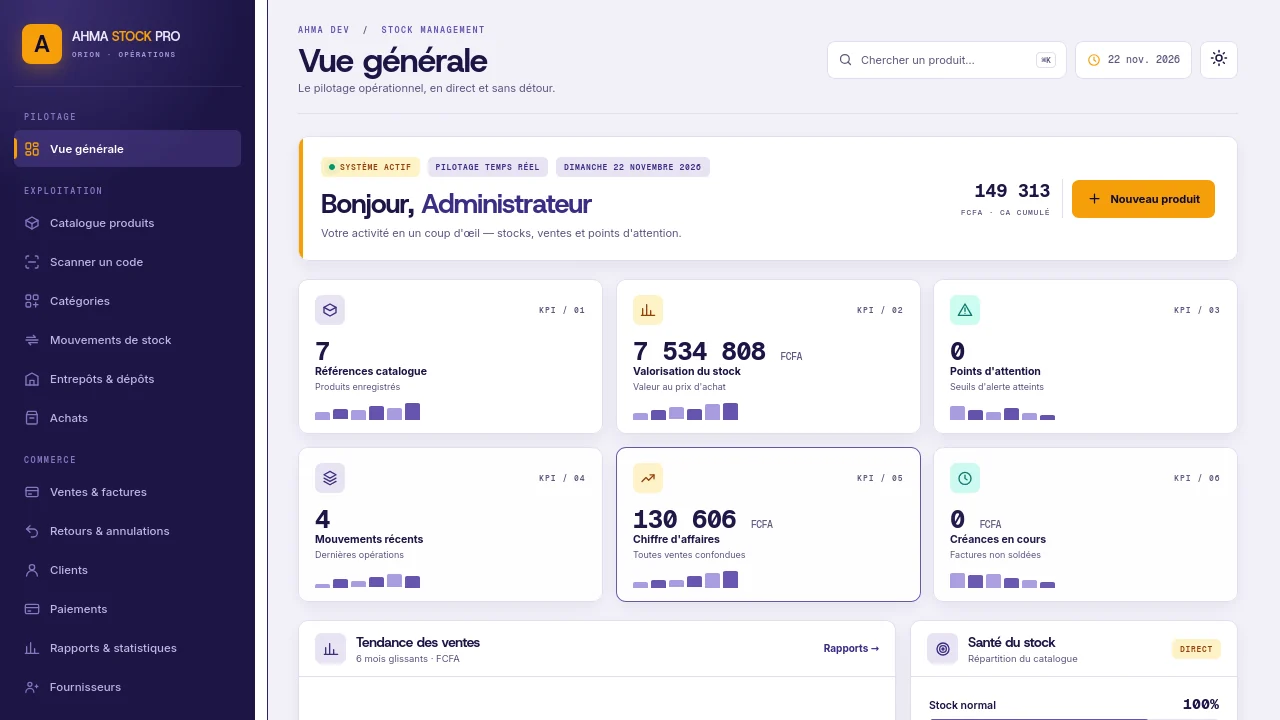 A
AHMA STOCK PRO
ORION · OPÉRATIONS
PILOTAGE
Vue générale
EXPLOITATION
Catalogue produits
Scanner un code
Catégories
Mouvements de stock
Entrepôts & dépôts
Achats
COMMERCE
Ventes & factures
Retours & annulations
Clients
Paiements
Rapports & statistiques
Fournisseurs
AHMA DEV / STOCK MANAGEMENT
Vue générale
Le pilotage opérationnel, en direct et sans détour.
Chercher un produit... ⌘K
22 nov. 2026
SYSTÈME ACTIF PILOTAGE TEMPS RÉEL DIMANCHE 22 NOVEMBRE 2026
Bonjour, Administrateur
Votre activité en un coup d'œil — stocks, ventes et points d'attention.
149 313
FCFA · CA CUMULÉ
Nouveau produit
KPI / 01
7
Références catalogue
Produits enregistrés
KPI / 02
7 534 808 FCFA
Valorisation du stock
Valeur au prix d'achat
KPI / 03
0
Points d'attention
Seuils d'alerte atteints
KPI / 04
4
Mouvements récents
Dernières opérations
KPI / 05
130 606 FCFA
Chiffre d'affaires
Toutes ventes confondues
KPI / 06
0 FCFA
Créances en cours
Factures non soldées
Tendance des ventes
6 mois glissants · FCFA
Rapports →
Santé du stock
Répartition du catalogue
DIRECT
Stock normal 100%